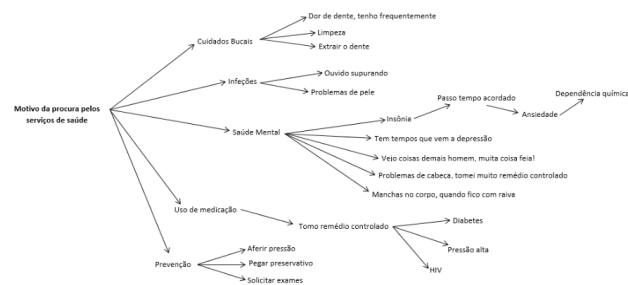 Motivo da procura pelos
serviços de saúde
Cuidados Bucais
Dor de dente, tenho frequentemente
Limpeza
Extrair o dente
Infeções
Ouvido supurando
Problemas de pele
Saúde Mental
Insônia
Passo tempo acordado
Ansiedade
Dependência química
Tem tempos que vem a depressão
Vejo coisas demais homem, muita coisa feia!
Problemas de cabeça, tomei muito remédio controlado
Manchas no corpo, quando fico com raiva
Uso de medicação
Tomo remédio controlado
Diabetes
Pressão alta
HIV
Prevenção
Aferir pressão
Pegar preservativo
Solicitar exames